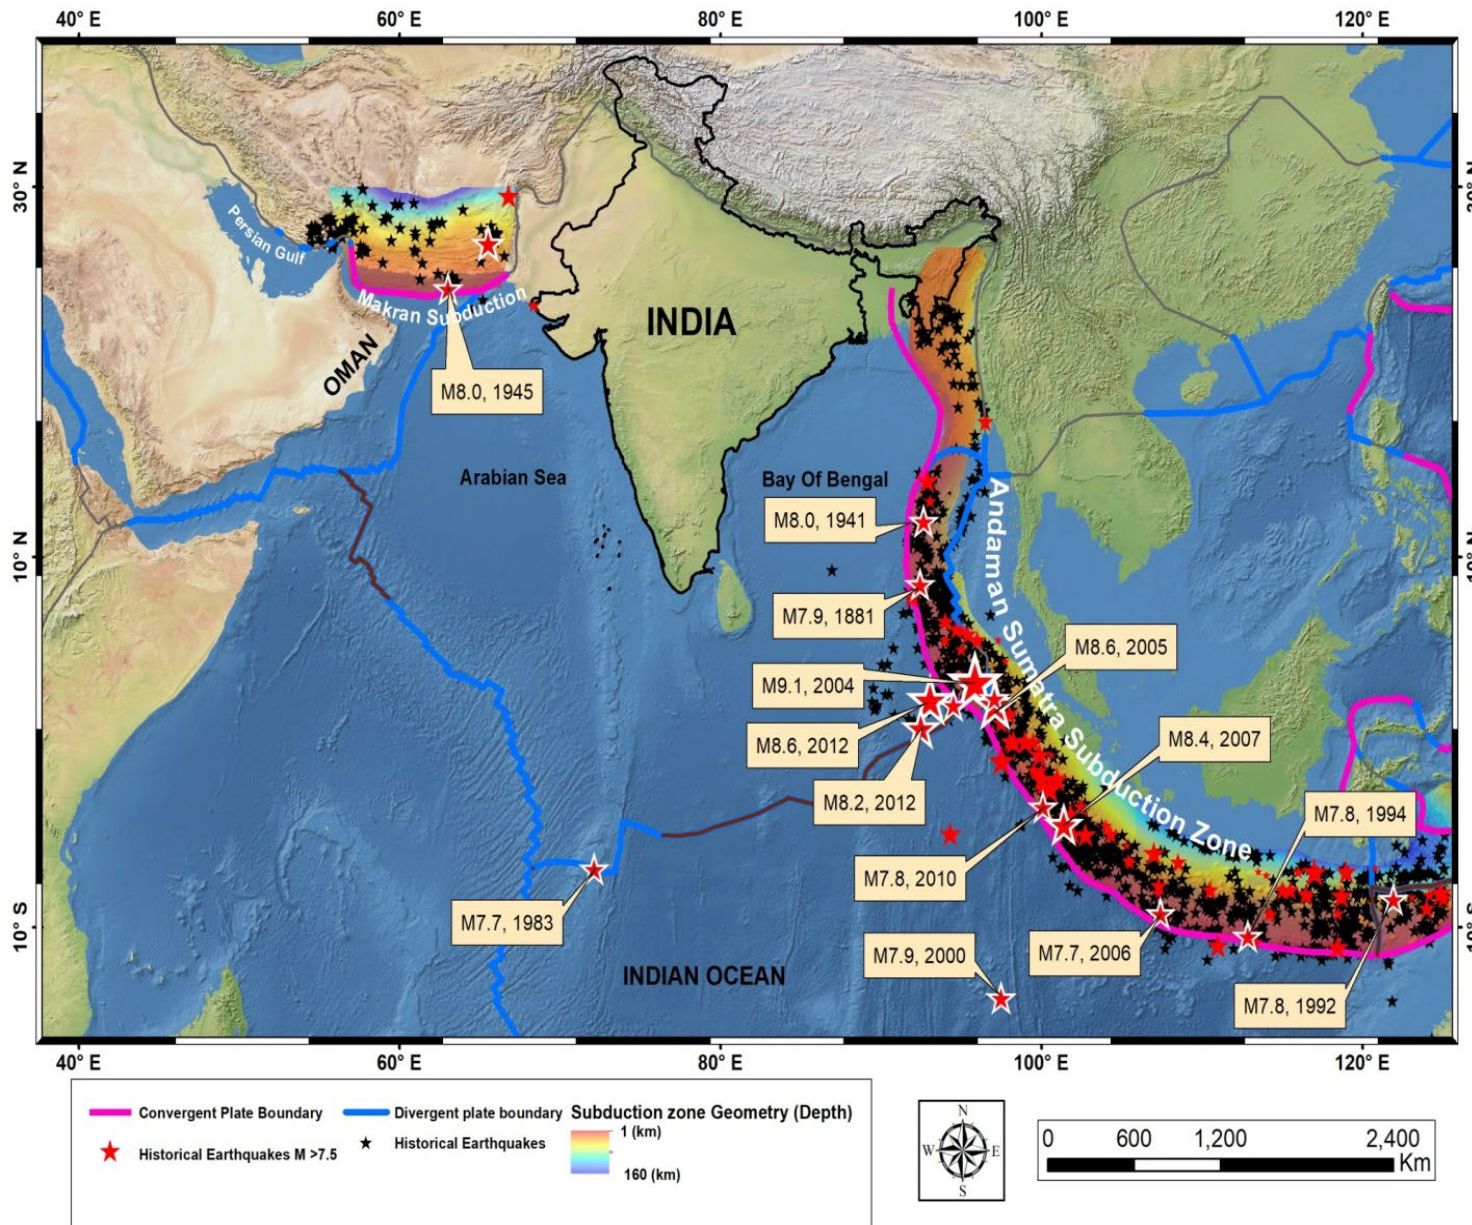 40° E 60° E 80° E 100° E 120° E
30° N
Persian Gulf
Makran Subduction
OMAN
INDIA
M8.0, 1945
Arabian Sea
Bay Of Bengal
M8.0, 1941
Andaman Sumatra Subduction Zone
10° N
M7.9, 1881
M8.6, 2005
M9.1, 2004
M8.6, 2012
M8.4, 2007
M8.2, 2012
M7.8, 1994
M7.8, 2010
M7.7, 1983
10° S
M7.7, 2006
M7.9, 2000
INDIAN OCEAN
M7.8, 1992
40° E 60° E 80° E 100° E 120° E
Convergent Plate Boundary
Divergent plate boundary
Subduction zone Geometry (Depth)
Historical Earthquakes M >7.5
Historical Earthquakes
1 (km)
160 (km)
N
W E
S
0 600 1,200 2,400
Km